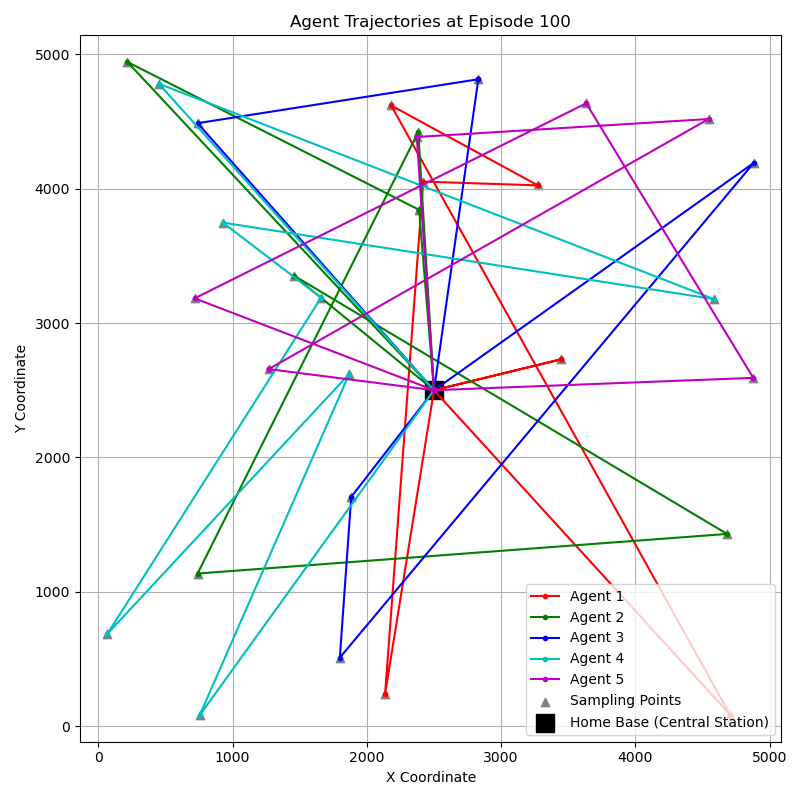 Agent Trajectories at Episode 100
Y Coordinate
5000
4000
3000
2000
1000
0
0 1000 2000 3000 4000 5000
X Coordinate
Agent 1
Agent 2
Agent 3
Agent 4
Agent 5
Sampling Points
Home Base (Central Station)